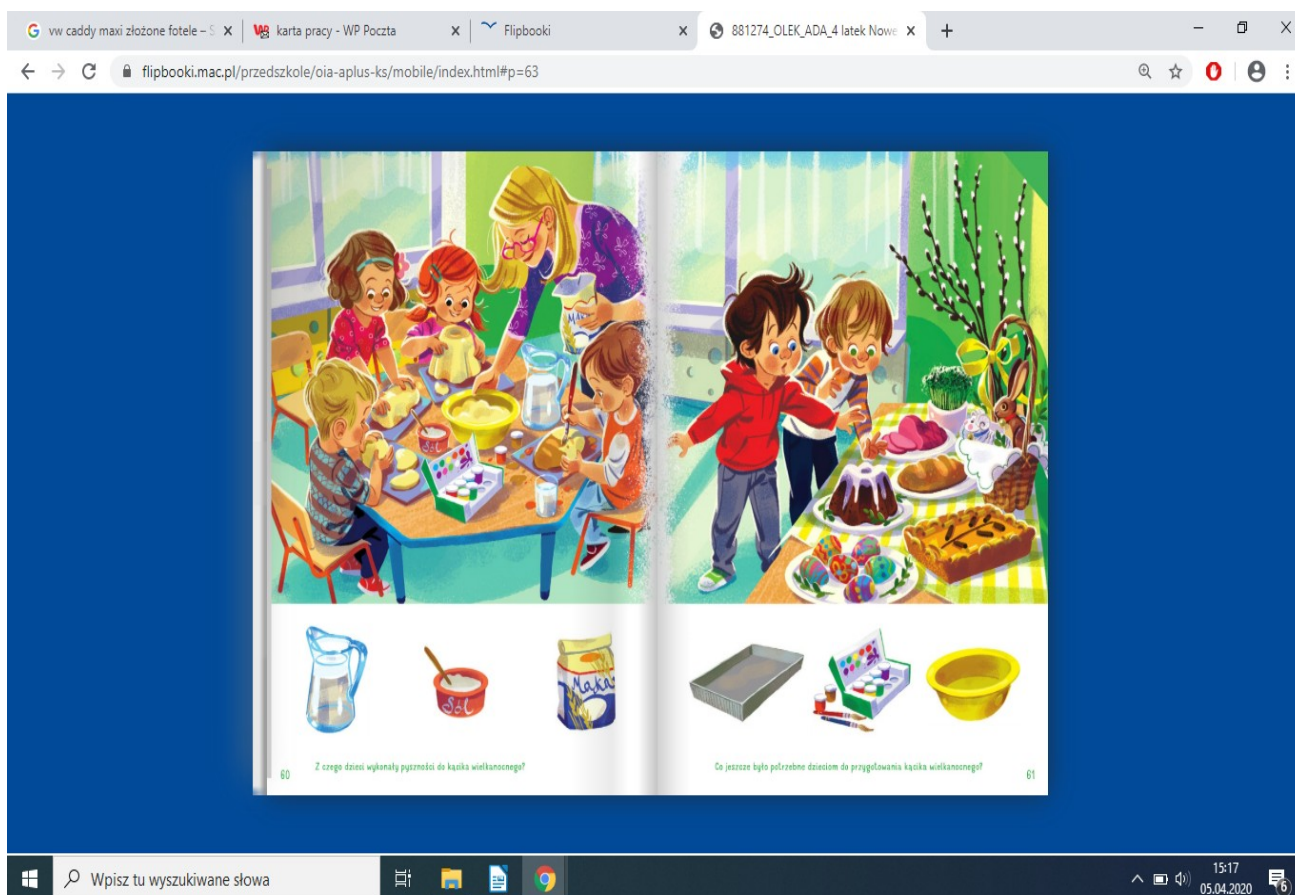 vw caddy maxi złożone fotele – S
karta pracy - WP Poczta
Flipbooki
881274_OLEK_ADA_4 latek Nowe
flipbooki.mac.pl/przedszkole/oia-aplus-ks/mobile/index.html#p=63
MĄKA
Sól
Sól
Mąka
Z czego dzieci wykonały pyszności do kącika wielkanocnego?
60
Co jeszcze było potrzebne dzieciom do przygotowania kącika wielkanocnego?
61
Wpisz tu wyszukiwane słowa
15:17
05.04.2020
6